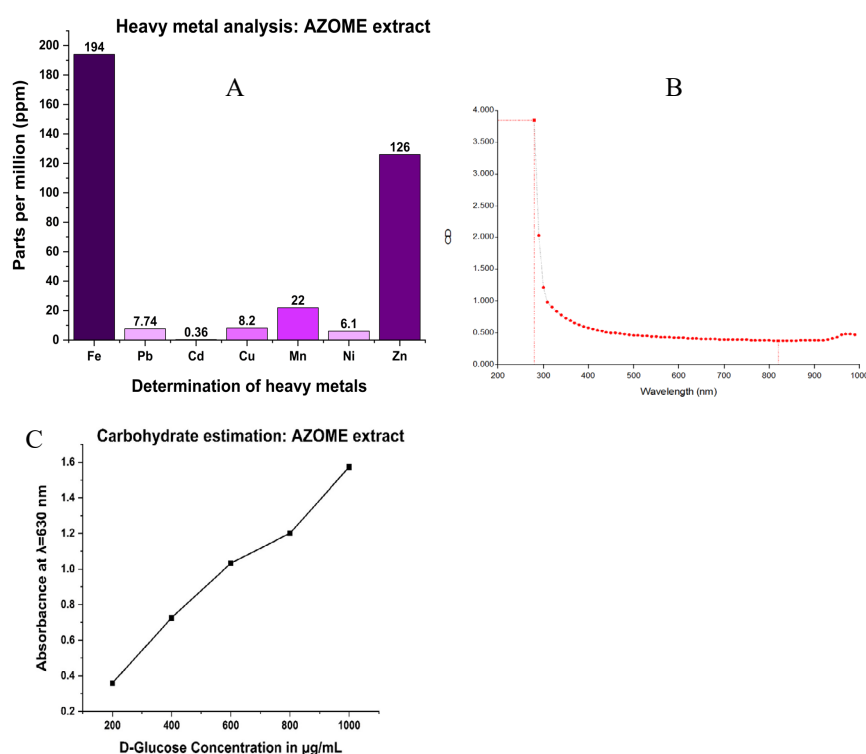 Heavy metal analysis: AZOME extract
A
Parts per million (ppm)
200
180
160
140
120
100
80
60
40
20
0
194
7.74
0.36
8.2
22
6.1
126
Fe Pb Cd Cu Mn Ni Zn
Determination of heavy metals
B
OD
4.000
3.500
3.000
2.500
2.000
1.500
1.000
0.500
0.000
200 300 400 500 600 700 800 900 1000
Wavelength (nm)
C
Carbohydrate estimation: AZOME extract
Absorbacnce at λ=630 nm
1.6
1.4
1.2
1.0
0.8
0.6
0.4
0.2
200 400 600 800 1000
D-Glucose Concentration in µg/mL